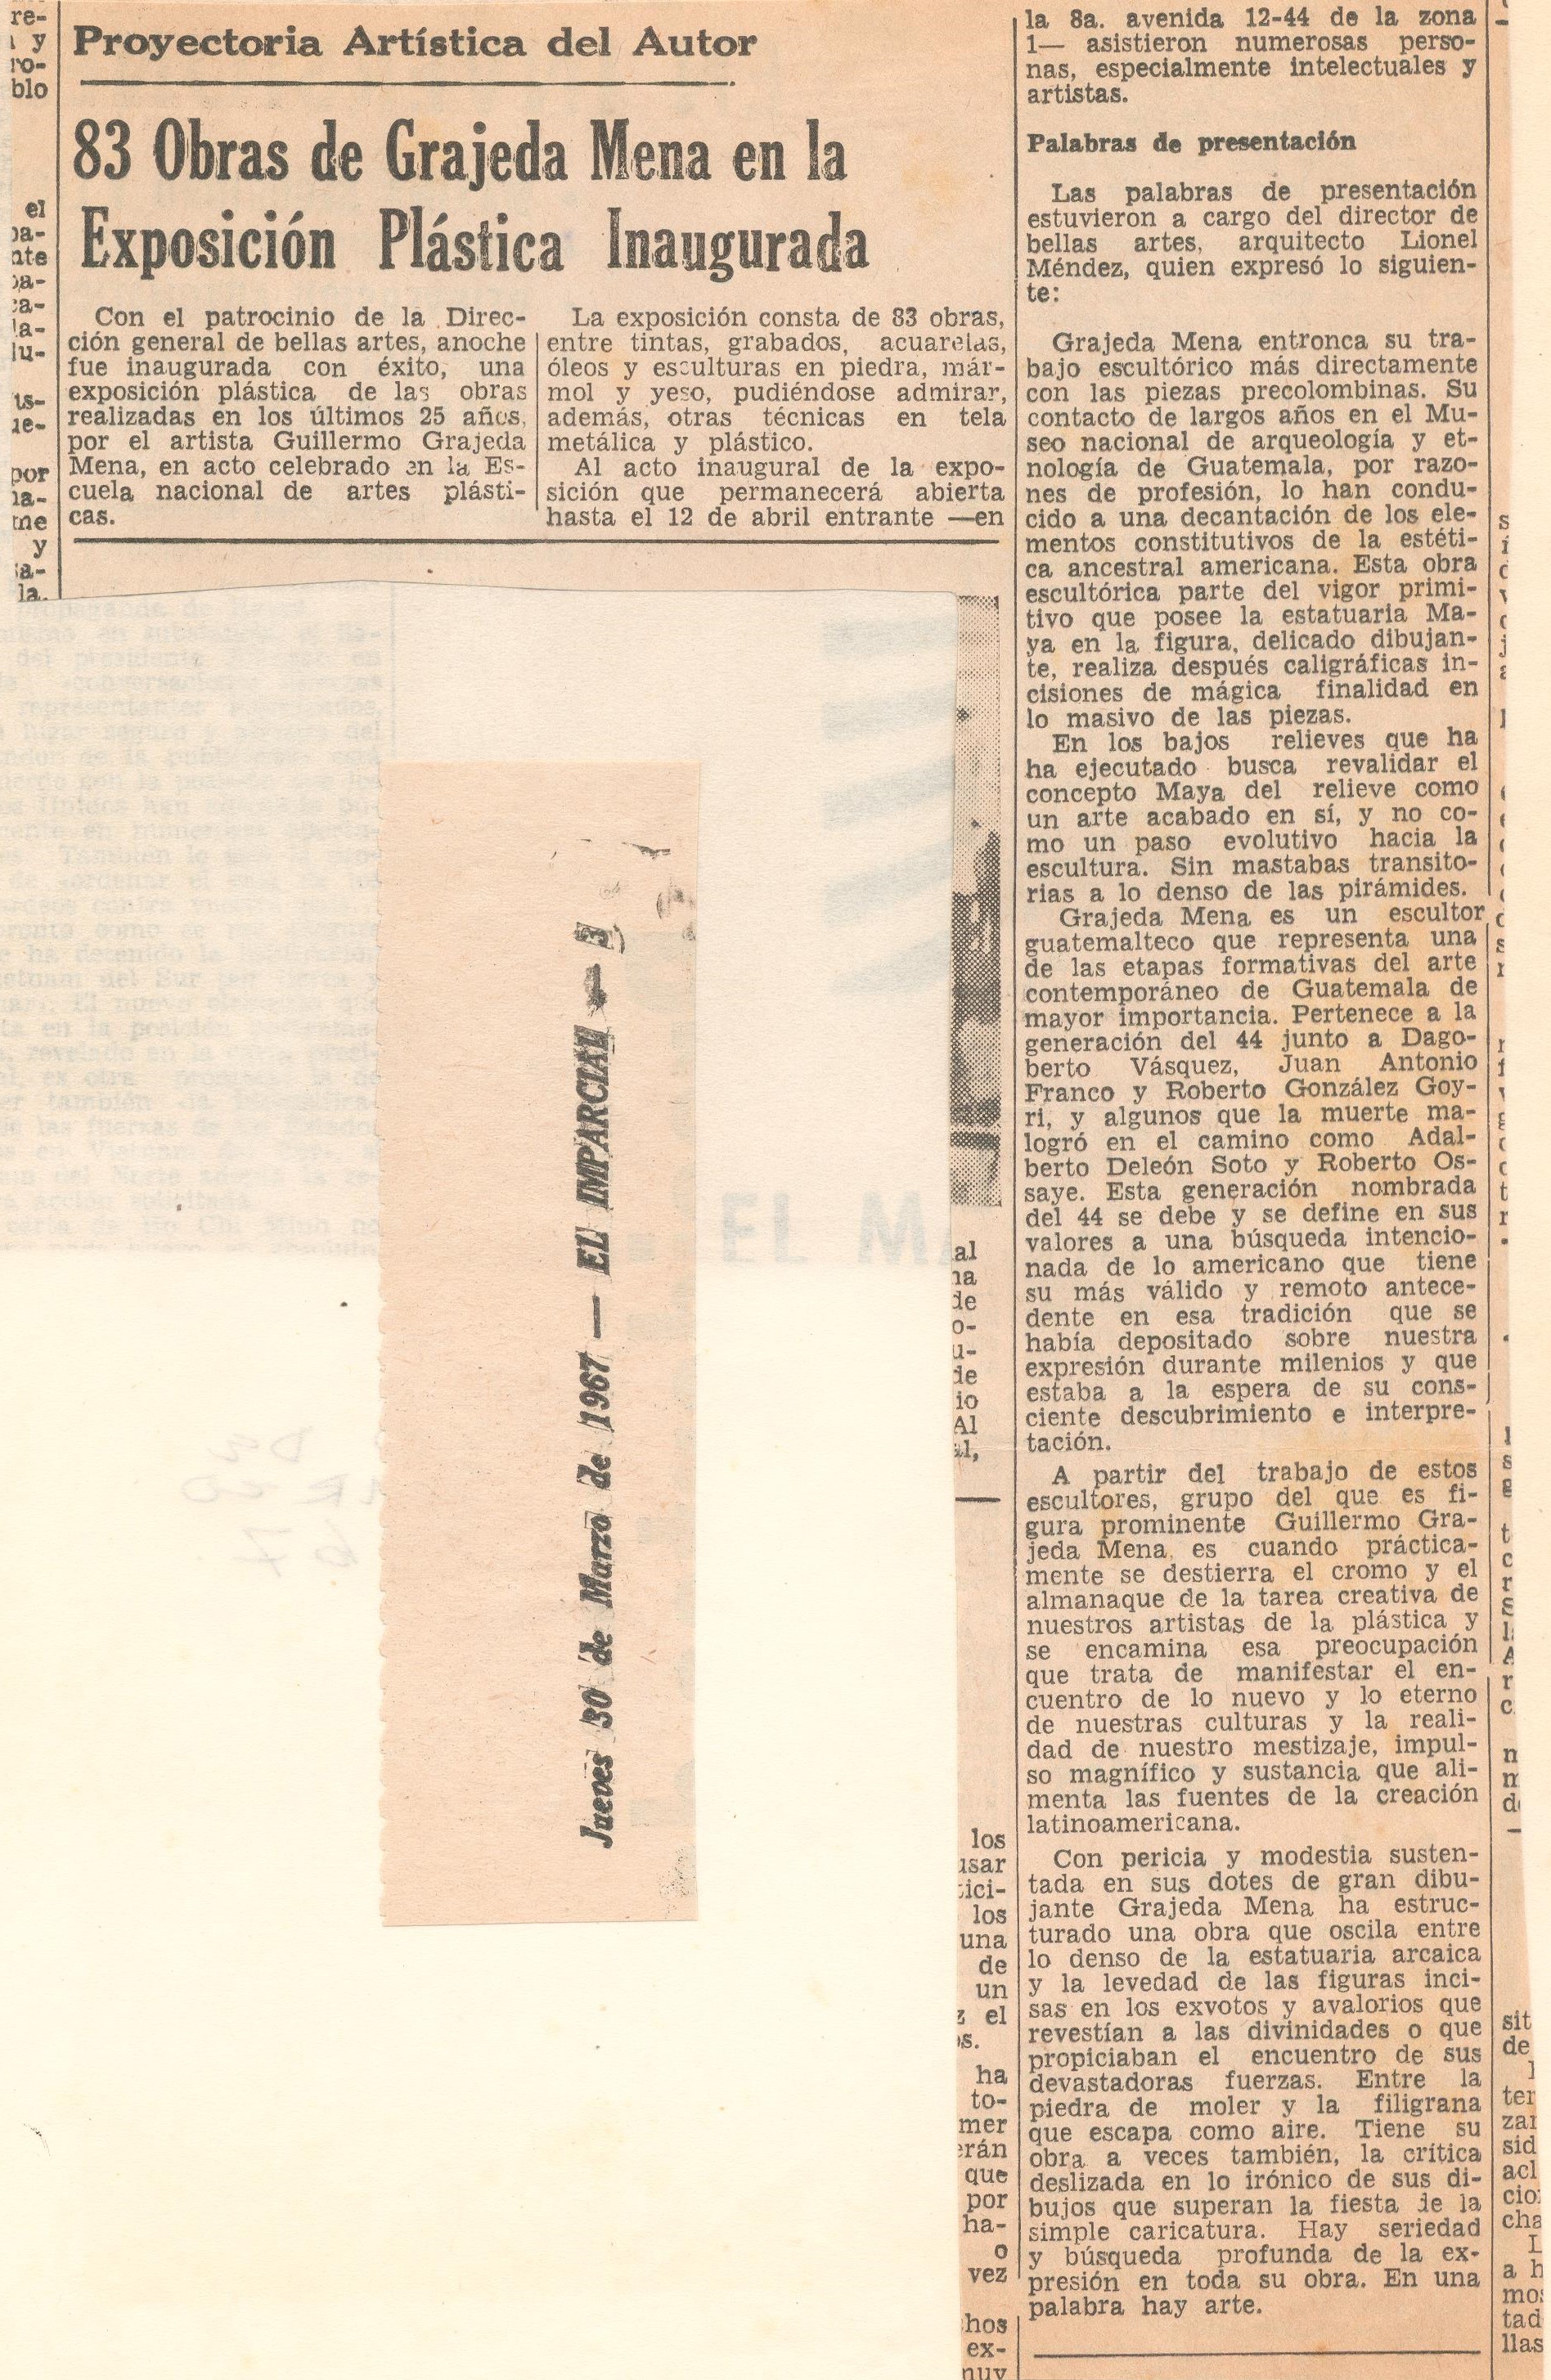 Proyectoria Artística del Autor
83 Obras de Grajeda Mena en la
Exposición Plástica Inaugurada
Con el patrocinio de la Direc-
ción general de bellas artes, anoche
fue inaugurada con éxito, una
exposición plástica de las obras
realizadas en los últimos 25 años,
por el artista Guillermo Grajeda
Mena, en acto celebrado en la Es-
cuela nacional de artes plásti-
cas.
La exposición consta de 83 obras,
entre tintas, grabados, acuarelas,
óleos y esculturas en piedra, már-
mol y yeso, pudiéndose admirar,
además, otras técnicas en tela
metálica y plástico.
Al acto inaugural de la expo-
sición que permanecerá abierta
hasta el 12 de abril entrante —en
la 8a. avenida 12-44 de la zona
1— asistieron numerosas perso-
nas, especialmente intelectuales y
artistas.
Palabras de presentación
Las palabras de presentación
estuvieron a cargo del director de
bellas artes, arquitecto Lionel
Méndez, quien expresó lo siguien-
te:
Grajeda Mena entronca su tra-
bajo escultórico más directamente
con las piezas precolombinas. Su
contacto de largos años en el Mu-
seo nacional de arqueología y et-
nología de Guatemala, por razo-
nes de profesión, lo han condu-
cido a una decantación de los ele-
mentos constitutivos de la estéti-
ca ancestral americana. Esta obra
escultórica parte del vigor primi-
tivo que posee la estatuaria Ma-
ya en la figura, delicado dibujan-
te, realiza después caligráficas in-
cisiones de mágica finalidad en
lo masivo de las piezas.
En los bajos relieves que ha
ha ejecutado busca revalidar el
concepto Maya del relieve como
un arte acabado en sí, y no co-
mo un paso evolutivo hacia la
escultura. Sin mastabas transito-
rias a lo denso de las pirámides.
Grajeda Mena es un escultor
guatemalteco que representa una
de las etapas formativas del arte
contemporáneo de Guatemala de
mayor importancia. Pertenece a la
generación del 44 junto a Dago-
berto Vásquez, Juan Antonio
Franco y Roberto González Goy-
ri, y algunos que la muerte ma-
logró en el camino como Adal-
berto Deleón Soto y Roberto Os-
saye. Esta generación nombrada
del 44 se debe y se define en sus
valores a una búsqueda intencio-
nada de lo americano que tiene
su más válido y remoto antece-
dente en esa tradición que se
había depositado sobre nuestra
expresión durante milenios y que
estaba a la espera de su cons-
ciente descubrimiento e interpre-
tación.
A partir del trabajo de estos
escultores, grupo del que es fi-
gura prominente Guillermo Gra-
jeda Mena, es cuando práctica-
mente se destierra el cromo y el
almanaque de la tarea creativa de
nuestros artistas de la plástica y
se encamina esa preocupación
que trata de manifestar el en-
cuentro de lo nuevo y lo eterno
de nuestras culturas y la reali-
dad de nuestro mestizaje, impul-
so magnífico y sustancia que ali-
menta las fuentes de la creación
latinoamericana.
Con pericia y modestia susten-
tada en sus dotes de gran dibu-
jante Grajeda Mena ha estruc-
turado una obra que oscila entre
lo denso de la estatuaria arcaica
y la levedad de las figuras inci-
sas en los exvotos y avalorios que
revestían a las divinidades o que
propiciaban el encuentro de sus
devastadoras fuerzas. Entre la
piedra de moler y la filigrana
que escapa como aire. Tiene su
obra a veces también, la crítica
deslizada en lo irónico de sus di-
bujos que superan la fiesta de la
simple caricatura. Hay seriedad
y búsqueda profunda de la ex-
presión en toda su obra. En una
palabra hay arte.
Jueves 30 de Marzo de 1967 — EL IMPARCIAL —